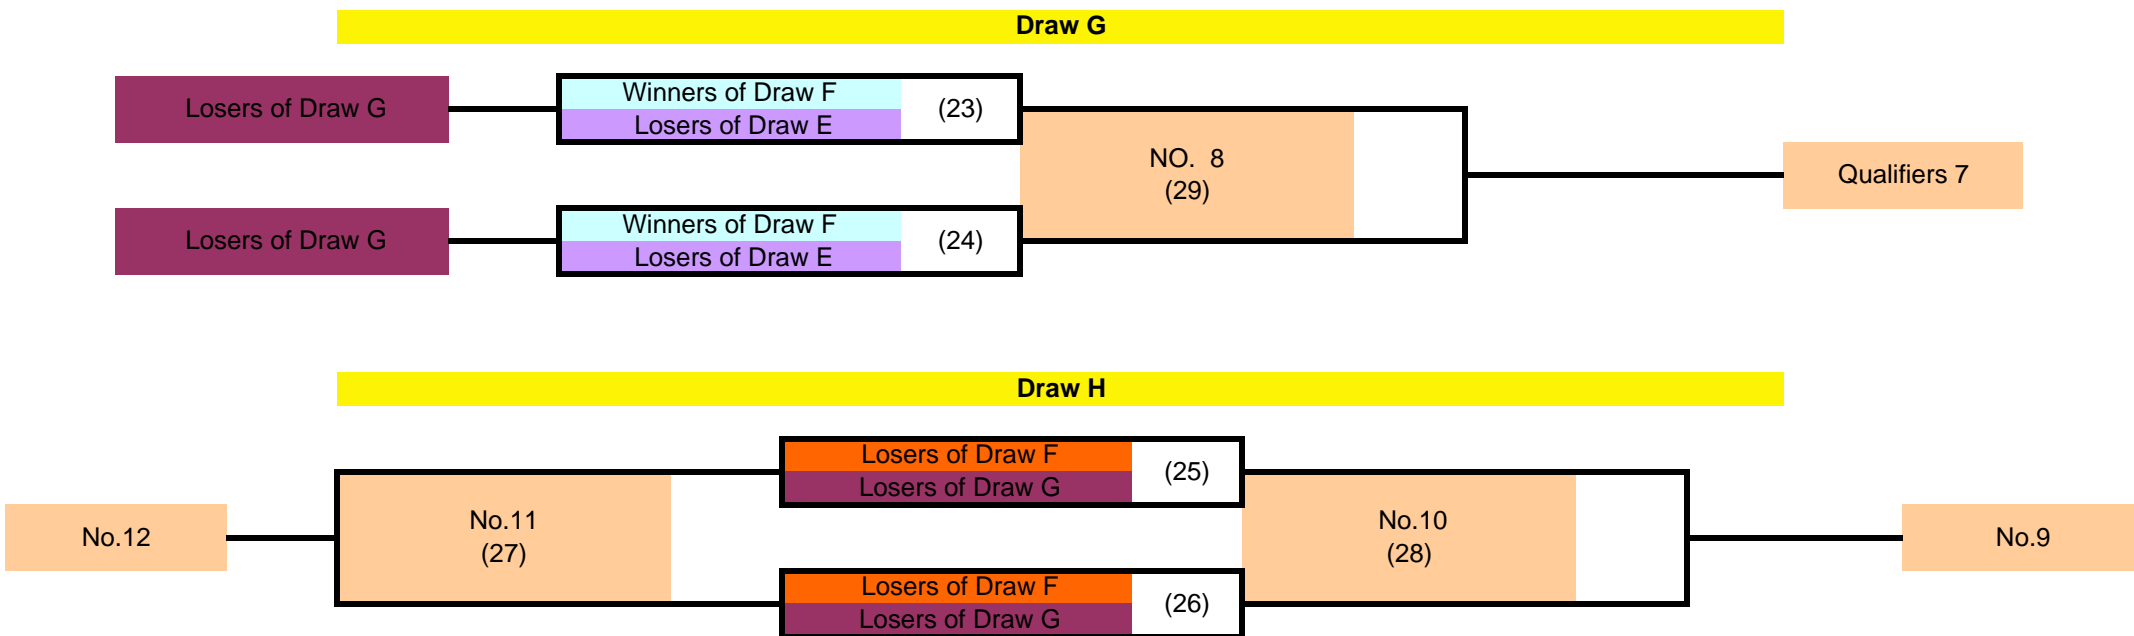 Draw G
Losers of Draw G
Winners of Draw F
Losers of Draw E
(23)
NO.  8
(29)
Qualifiers 7
Losers of Draw G
Winners of Draw F
Losers of Draw E
(24)
Draw H
Losers of Draw F
Losers of Draw G
(25)
No.12
No.11
(27)
No.10
(28)
No.9
Losers of Draw F
Losers of Draw G
(26)